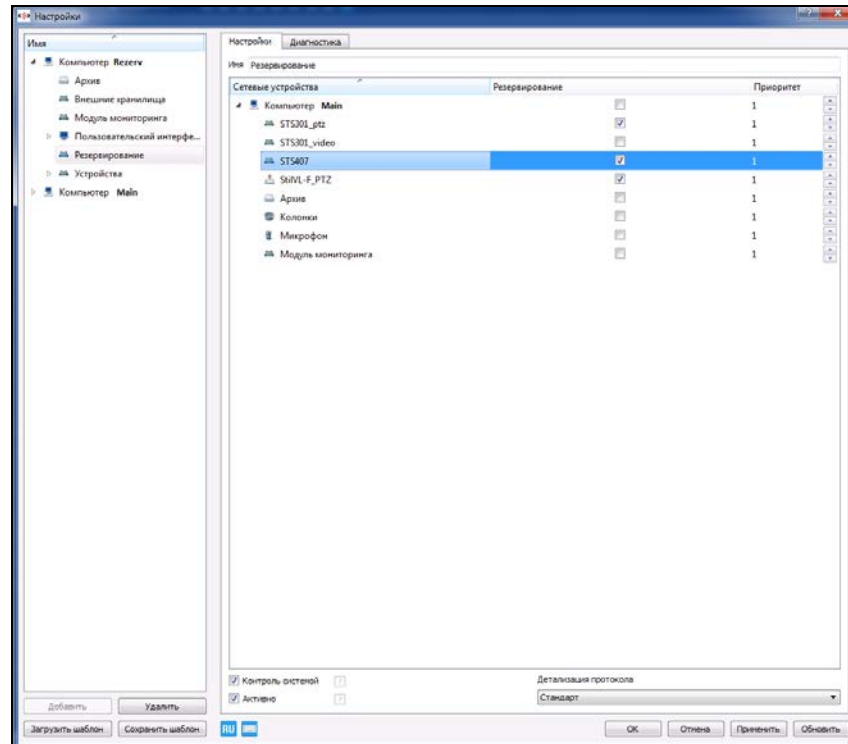 Настройки
Имя
Компьютер Rezerv
Архив
Внешние хранилища
Модуль мониторинга
Пользовательский интерфе...
Резервирование
Устройства
Компьютер Main
Добавить Удалить
Загрузить шаблон Сохранить шаблон
Настройки Диагностика
Имя Резервирование
Сетевые устройства Резервирование Приоритет
Компьютер Main 1
STS301_ptz 1
STS301_video 1
STS407 1
StilVL-F_PTZ 1
Архив 1
Колонки 1
Микрофон 1
Модуль мониторинга 1
Контроль системой
Детализация протокола
Активно
Стандарт
RU
OK Отмена Применить Обновить